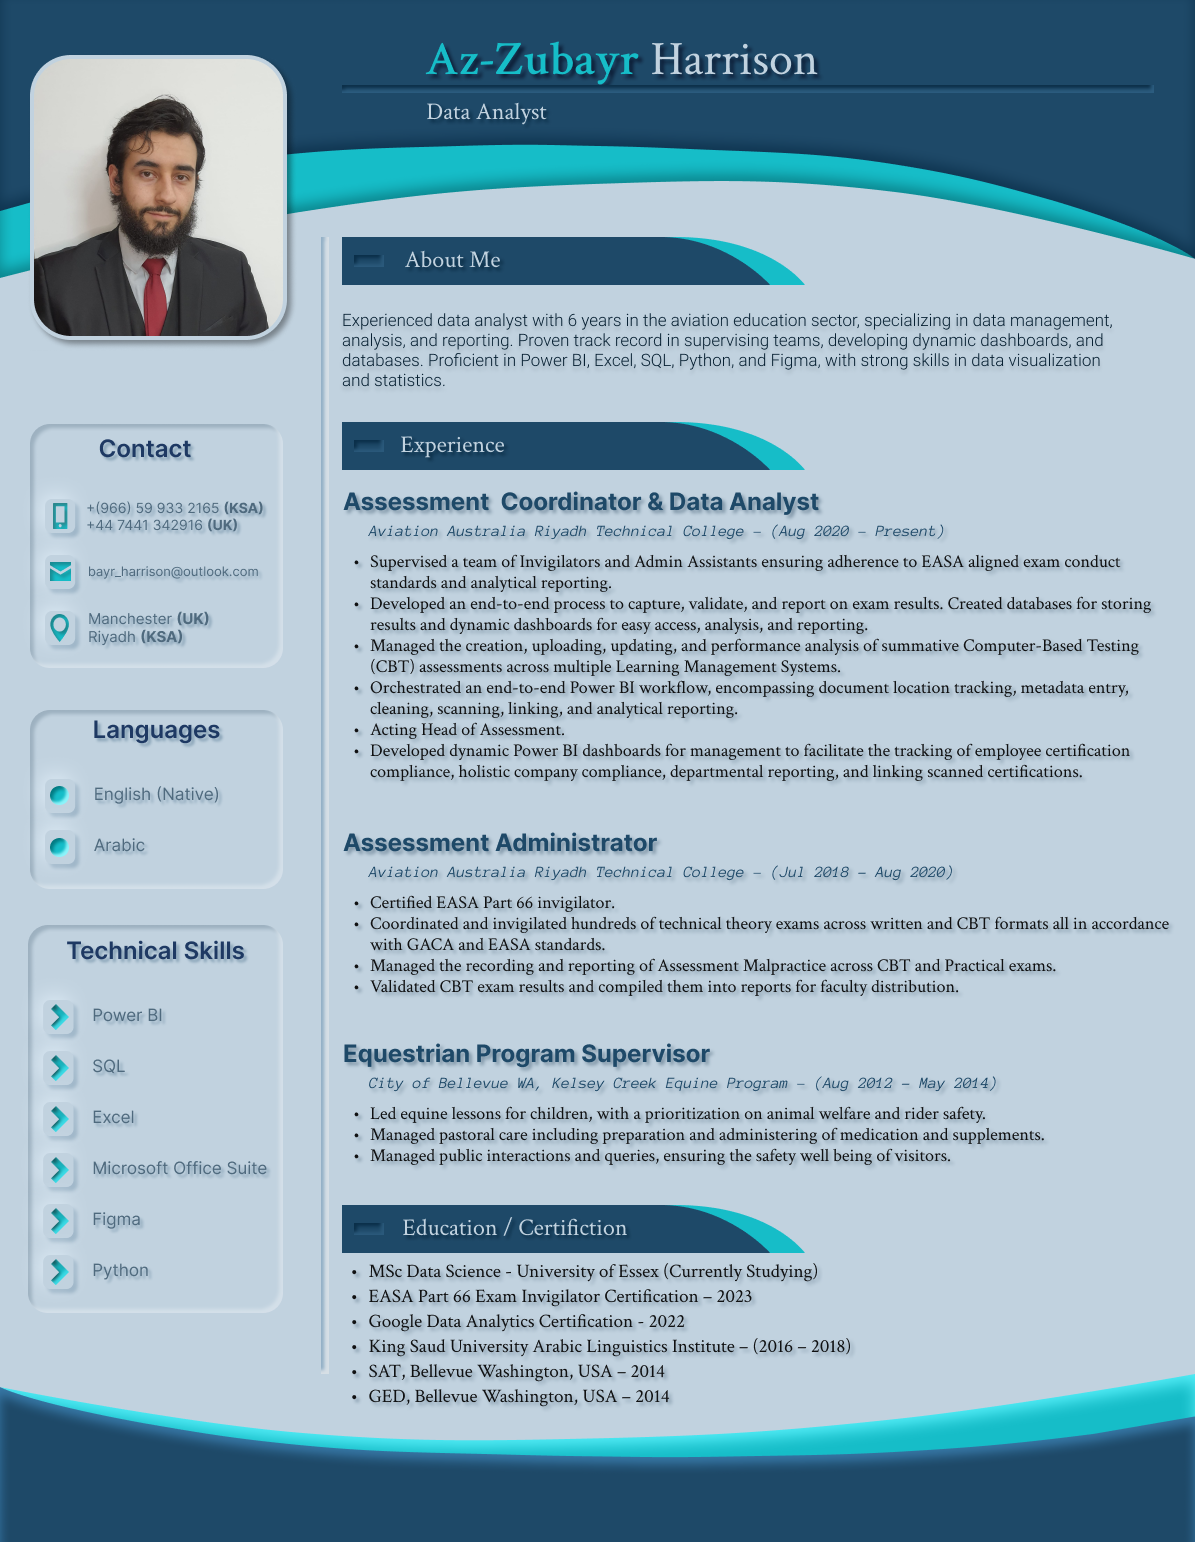 Az-Zubayr Harrison
Data Analyst
Contact
+(966) 59 933 2165 (KSA)
+44 7441 342916 (UK)
bayr_harrison@outlook.com
Manchester (UK)
Riyadh (KSA)
Languages
English (Native)
Arabic
Technical Skills
Power BI
SQL
Excel
Microsoft Office Suite
Figma
Python
About Me
Experienced data analyst with 6 years in the aviation education sector, specializing in data management,
analysis, and reporting. Proven track record in supervising teams, developing dynamic dashboards, and
databases. Proficient in Power BI, Excel, SQL, Python, and Figma, with strong skills in data visualization
and statistics.
Experience
Assessment Coordinator & Data Analyst
Aviation Australia Riyadh Technical College – (Aug 2020 – Present)
• Supervised a team of Invigilators and Admin Assistants ensuring adherence to EASA aligned exam conduct
standards and analytical reporting.
• Developed an end-to-end process to capture, validate, and report on exam results. Created databases for storing
results and dynamic dashboards for easy access, analysis, and reporting.
• Managed the creation, uploading, updating, and performance analysis of summative Computer-Based Testing
(CBT) assessments across multiple Learning Management Systems.
• Orchestrated an end-to-end Power BI workflow, encompassing document location tracking, metadata entry,
cleaning, scanning, linking, and analytical reporting.
• Acting Head of Assessment.
• Developed dynamic Power BI dashboards for management to facilitate the tracking of employee certification
compliance, holistic company compliance, departmental reporting, and linking scanned certifications.
Assessment Administrator
Aviation Australia Riyadh Technical College – (Jul 2018 – Aug 2020)
• Certified EASA Part 66 invigilator.
• Coordinated and invigilated hundreds of technical theory exams across written and CBT formats all in accordance
with GACA and EASA standards.
• Managed the recording and reporting of Assessment Malpractice across CBT and Practical exams.
• Validated CBT exam results and compiled them into reports for faculty distribution.
Equestrian Program Supervisor
City of Bellevue WA, Kelsey Creek Equine Program – (Aug 2012 – May 2014)
• Led equine lessons for children, with a prioritization on animal welfare and rider safety.
• Managed pastoral care including preparation and administering of medication and supplements.
• Managed public interactions and queries, ensuring the safety well being of visitors.
Education / Certifiction
• MSc Data Science - University of Essex (Currently Studying)
• EASA Part 66 Exam Invigilator Certification – 2023
• Google Data Analytics Certification - 2022
• King Saud University Arabic Linguistics Institute – (2016 – 2018)
• SAT, Bellevue Washington, USA – 2014
• GED, Bellevue Washington, USA – 2014